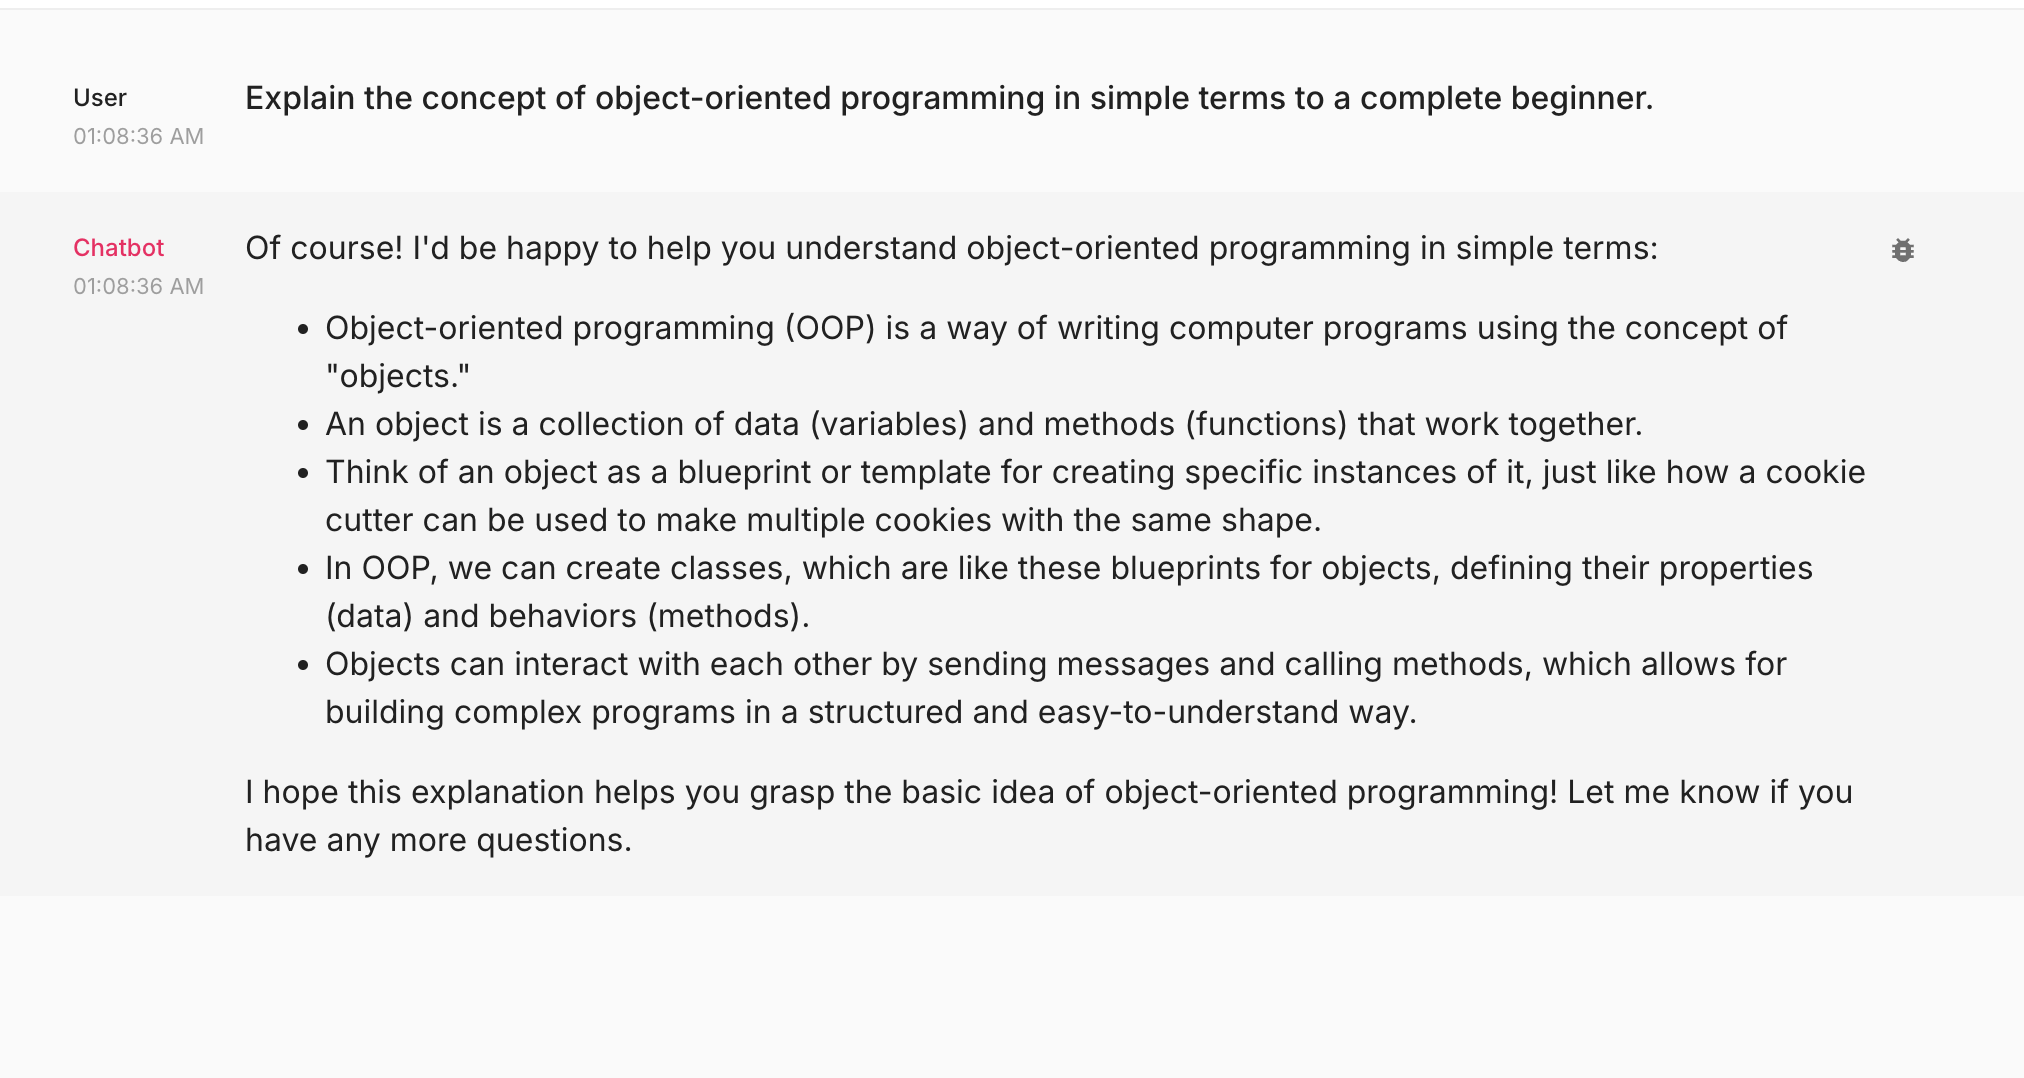 User
01:08:36 AM
Explain the concept of object-oriented programming in simple terms to a complete beginner.
Chatbot
01:08:36 AM
Of course! I'd be happy to help you understand object-oriented programming in simple terms:
• Object-oriented programming (OOP) is a way of writing computer programs using the concept of
"objects."
• An object is a collection of data (variables) and methods (functions) that work together.
• Think of an object as a blueprint or template for creating specific instances of it, just like how a cookie
cutter can be used to make multiple cookies with the same shape.
• In OOP, we can create classes, which are like these blueprints for objects, defining their properties
(data) and behaviors (methods).
• Objects can interact with each other by sending messages and calling methods, which allows for
building complex programs in a structured and easy-to-understand way.
I hope this explanation helps you grasp the basic idea of object-oriented programming! Let me know if you
have any more questions.